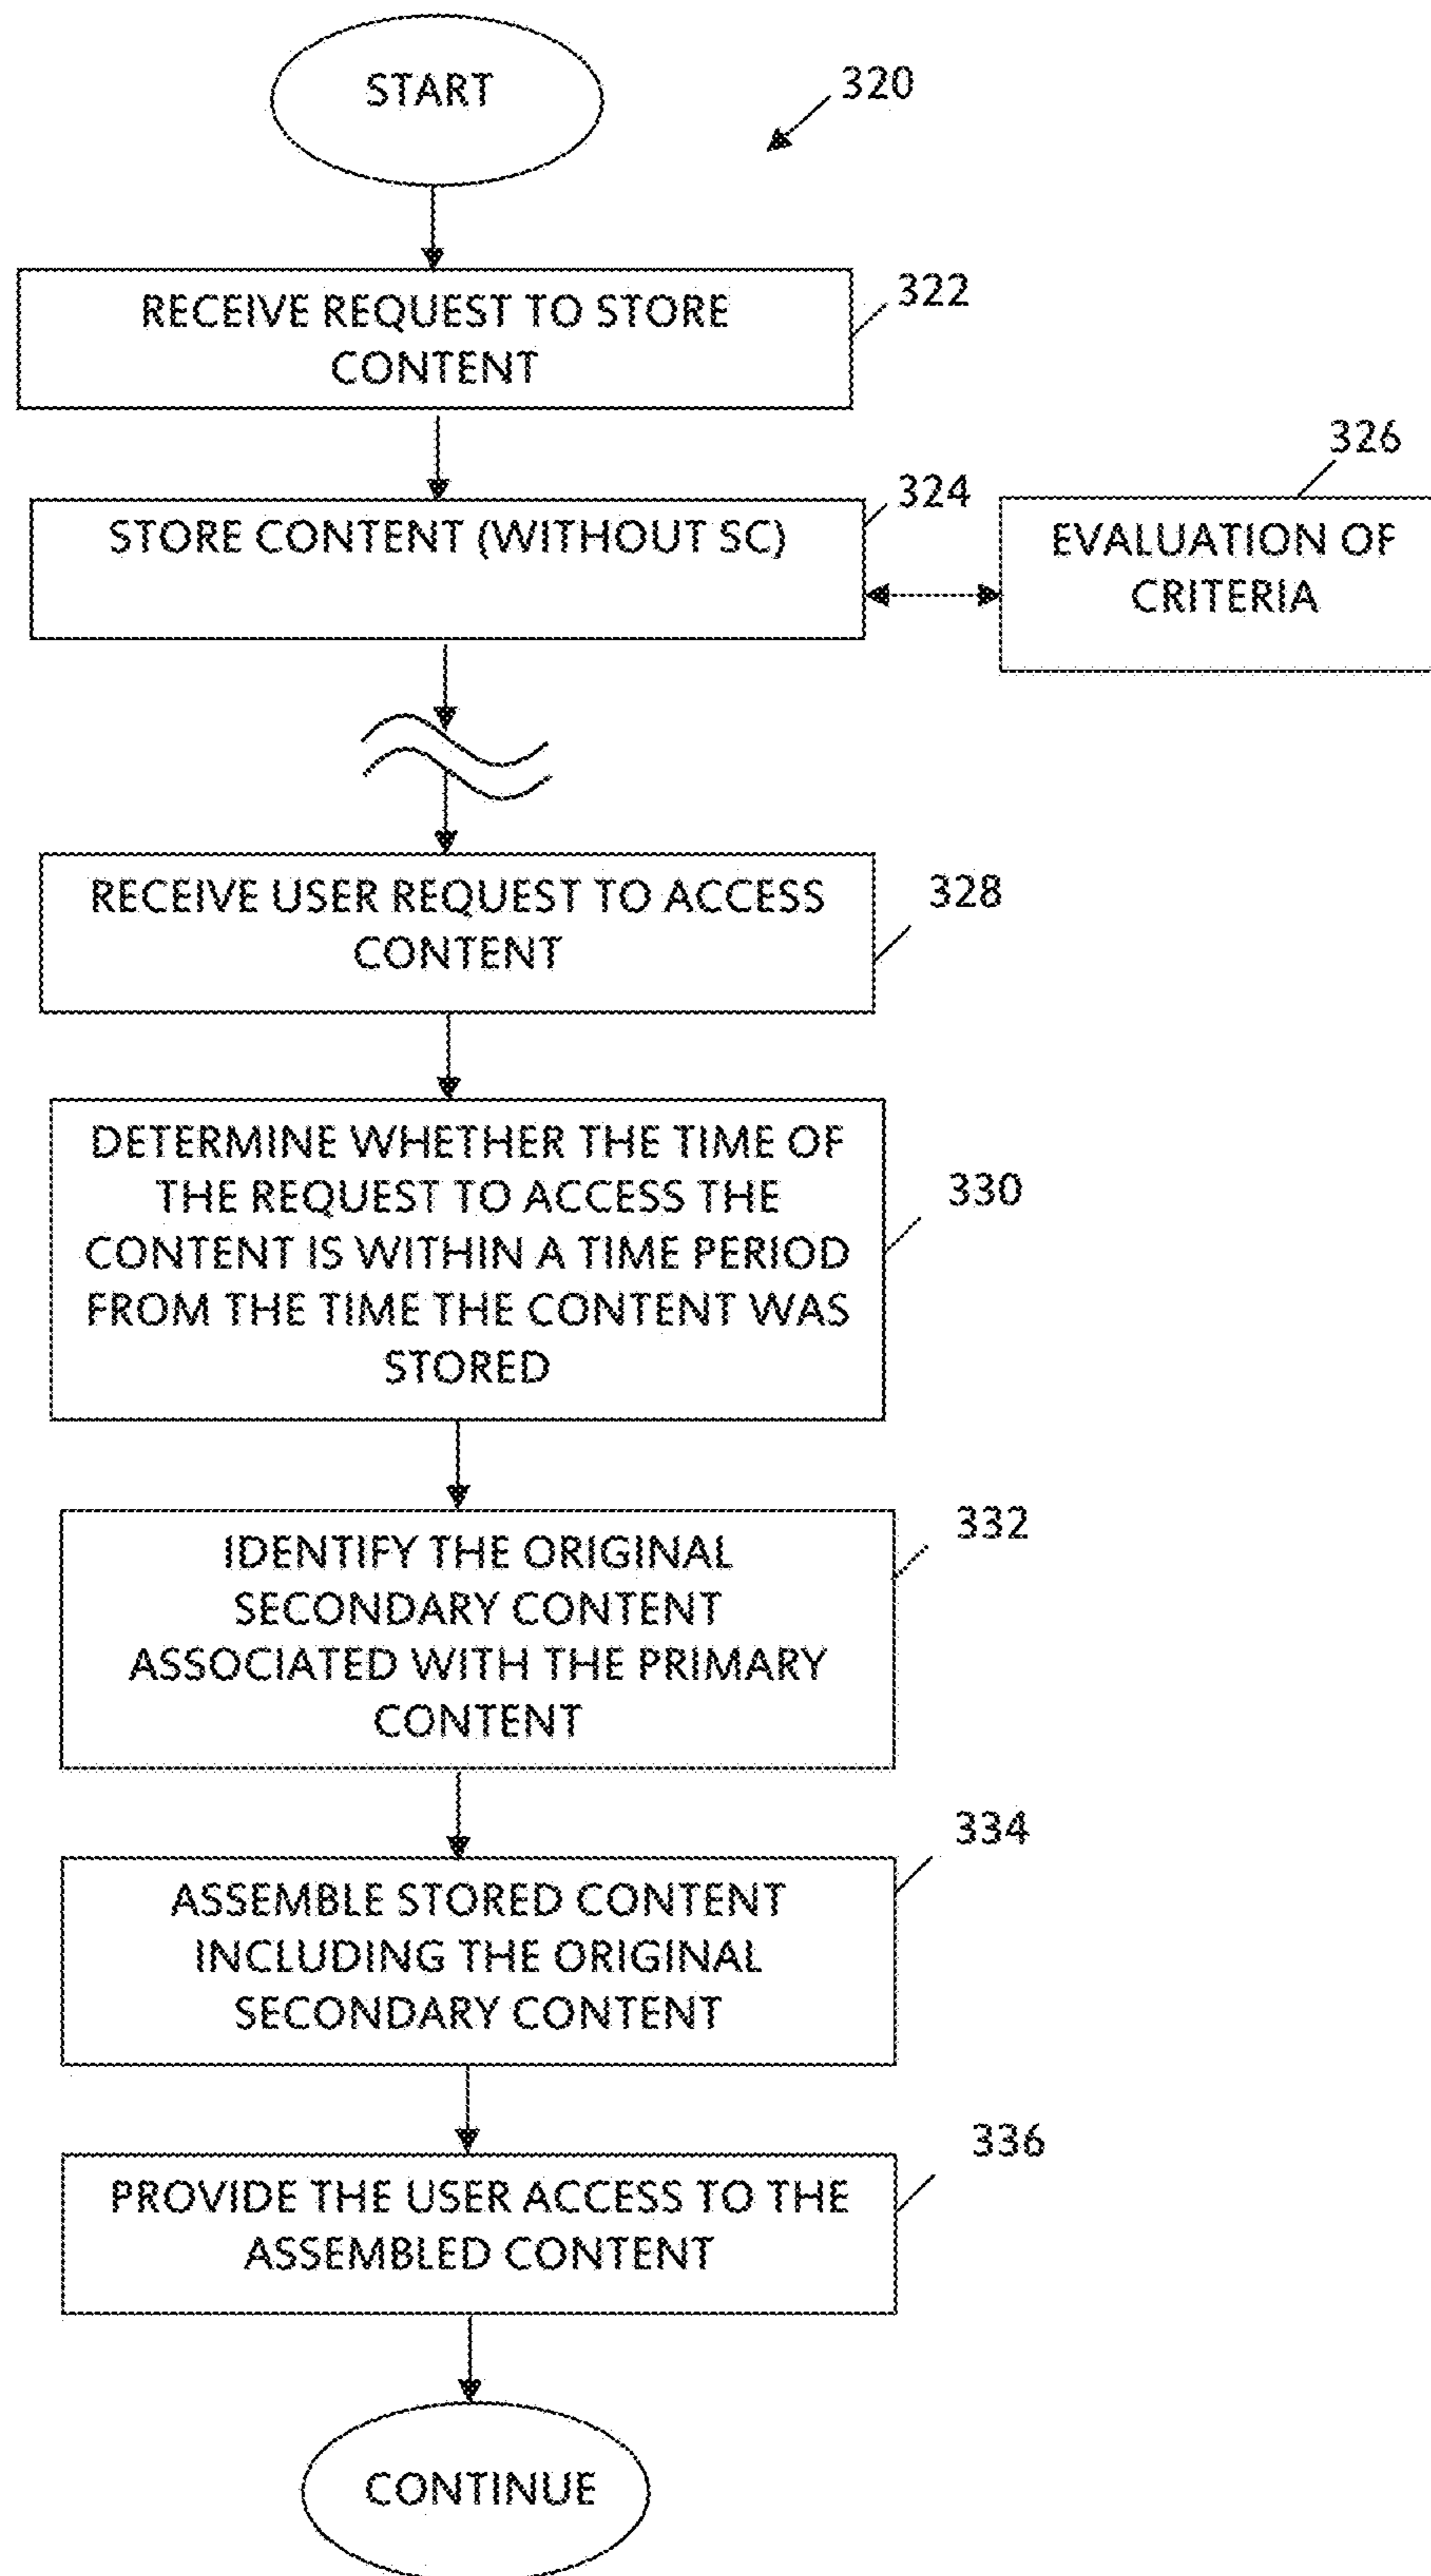 START
320
RECEIVE REQUEST TO STORE
CONTENT
322
STORE CONTENT (WITHOUT SC)
324
326
EVALUATION OF
CRITERIA
RECEIVE USER REQUEST TO ACCESS
CONTENT
328
DETERMINE WHETHER THE TIME OF
THE REQUEST TO ACCESS THE
CONTENT IS WITHIN A TIME PERIOD
FROM THE TIME THE CONTENT WAS
STORED
330
IDENTIFY THE ORIGINAL
SECONDARY CONTENT
ASSOCIATED WITH THE PRIMARY
CONTENT
332
ASSEMBLE STORED CONTENT
INCLUDING THE ORIGINAL
SECONDARY CONTENT
334
PROVIDE THE USER ACCESS TO THE
ASSEMBLED CONTENT
336
CONTINUE